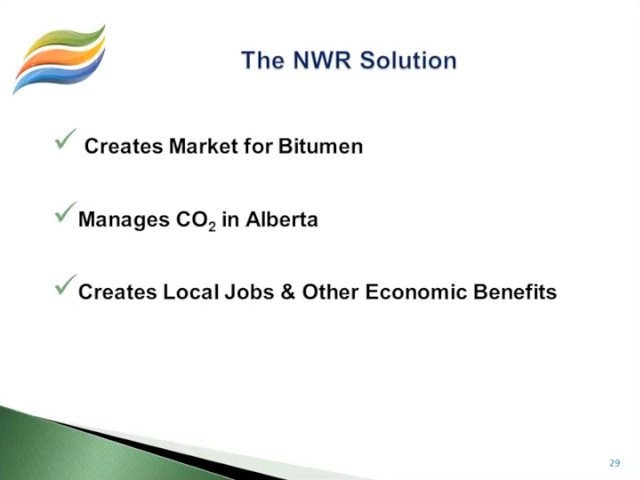 The NWR Solution
Creates Market for Bitumen
Manages CO₂ in Alberta
Creates Local Jobs & Other Economic Benefits
29